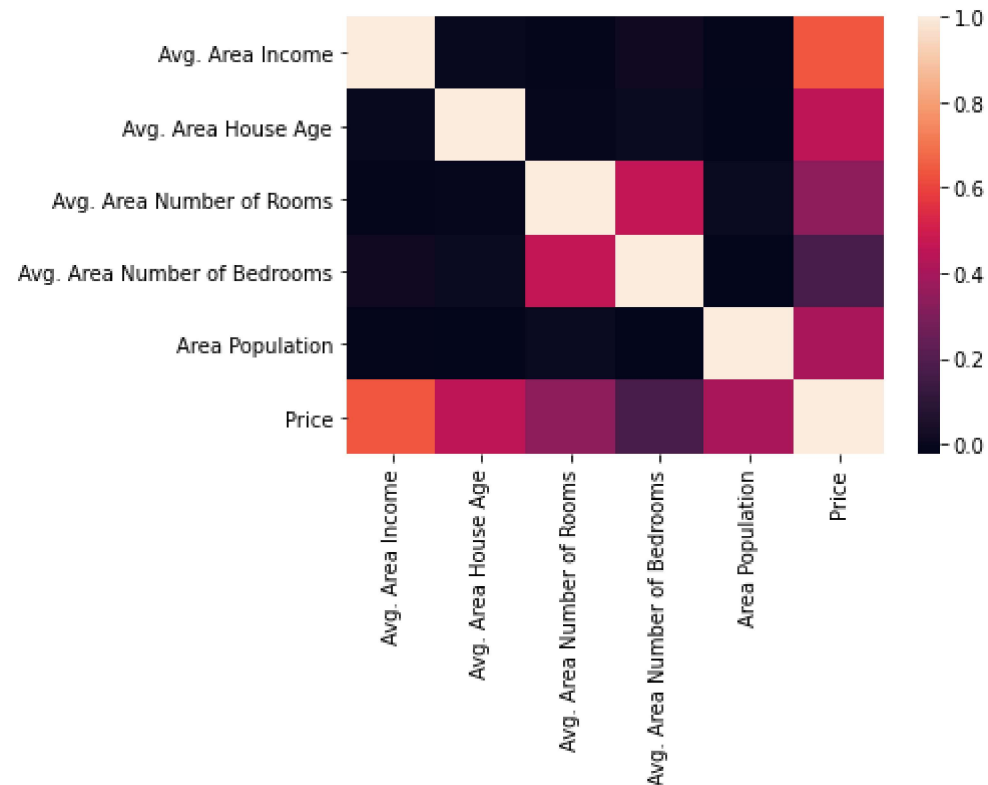 Avg. Area Income
Avg. Area House Age
Avg. Area Number of Rooms
Avg. Area Number of Bedrooms
Area Population
Price
Avg. Area Income
Avg. Area House Age
Avg. Area Number of Rooms
Avg. Area Number of Bedrooms
Area Population
Price
1.0
0.8
0.6
0.4
0.2
0.0